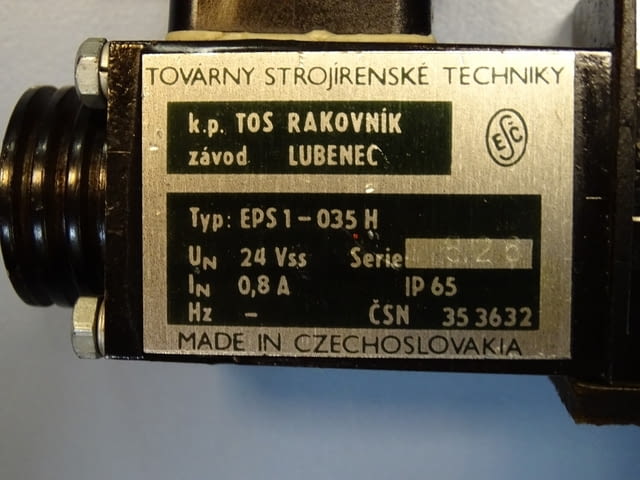 TOVÁRNY STROJÍRENSKÉ TECHNIKY
k.p. TOS RAKOVNÍK
závod LUBENEC
ESČ
Typ: EPS 1-035 H
UN 24 Vss Serie
IN 0,8 A IP 65
Hz - ČSN 35 3632
MADE IN CZECHOSLOVAKIA